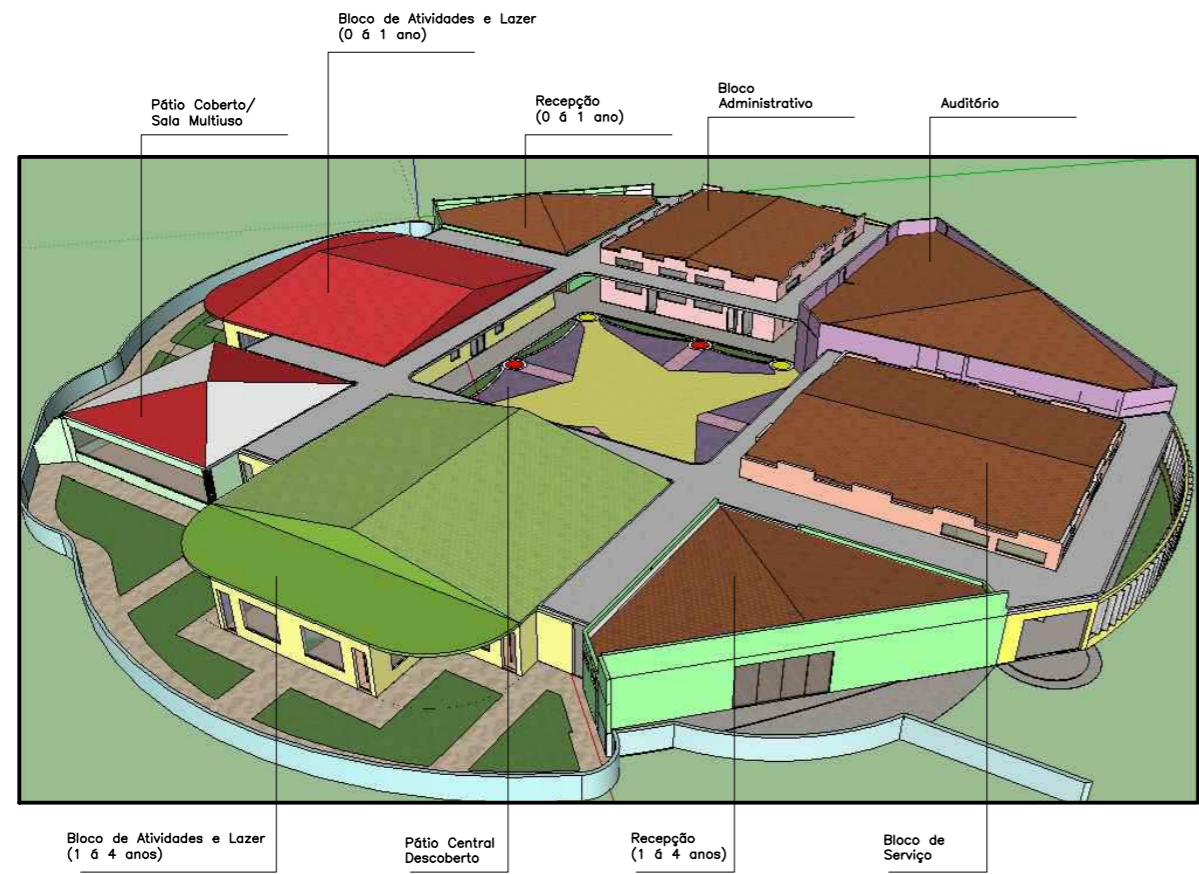 Bloco de Atividades e Lazer
(0 á 1 ano)
Pátio Coberto/
Sala Multiuso
Recepção
(0 á 1 ano)
Bloco
Administrativo
Auditório
Bloco de Atividades e Lazer
(1 á 4 anos)
Pátio Central
Descoberto
Recepção
(1 á 4 anos)
Bloco de
Serviço